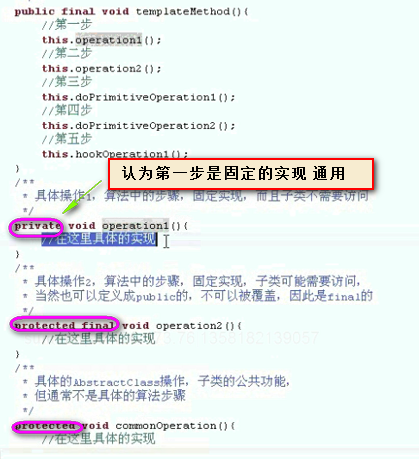 public final void templateMethod(){
//第一步
this.operation1();
//第二步
this.operation2();
//第三步
this.doPrimitiveOperation1();
//第四步
this.doPrimitiveOperation2();
//第五步
this.hookOperation1();
}
认为第一步是固定的实现 通用
/**
* 具体操作1，算法中的步骤，固定实现，而且子类不需要访问
*/
private void operation1(){
//在这里具体的实现
}
/**
* 具体操作2，算法中的步骤，固定实现，子类可能需要访问，
* 当然也可以定义成public的，不可以被覆盖，因此是final的
*/
protected final void operation2(){
//在这里具体的实现
}
/**
* 具体的AbstractClass操作，子类的公共功能，
* 但通常不是具体的算法步骤
*/
protected void commonOperation(){
//在这里具体的实现